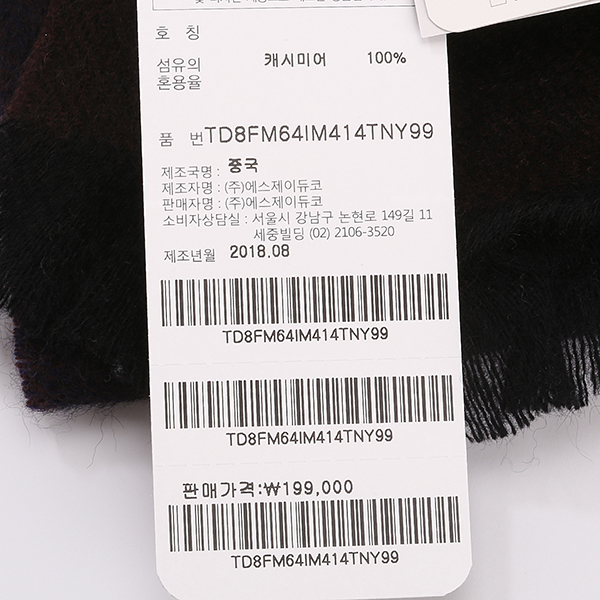 호 칭
섬유의 캐시미어 100%
혼용율
품 번TD8FM64IM414TNY99
제조국명 : 중국
제조자명 : (주)에스제이듀코
판매자명 : (주)에스제이듀코
소비자상담실 : 서울시 강남구 논현로 149길 11
세중빌딩 (02) 2106-3520
제조년월 2018.08
TD8FM64IM414TNY99
TD8FM64IM414TNY99
판매가격:₩199,000
TD8FM64IM414TNY99